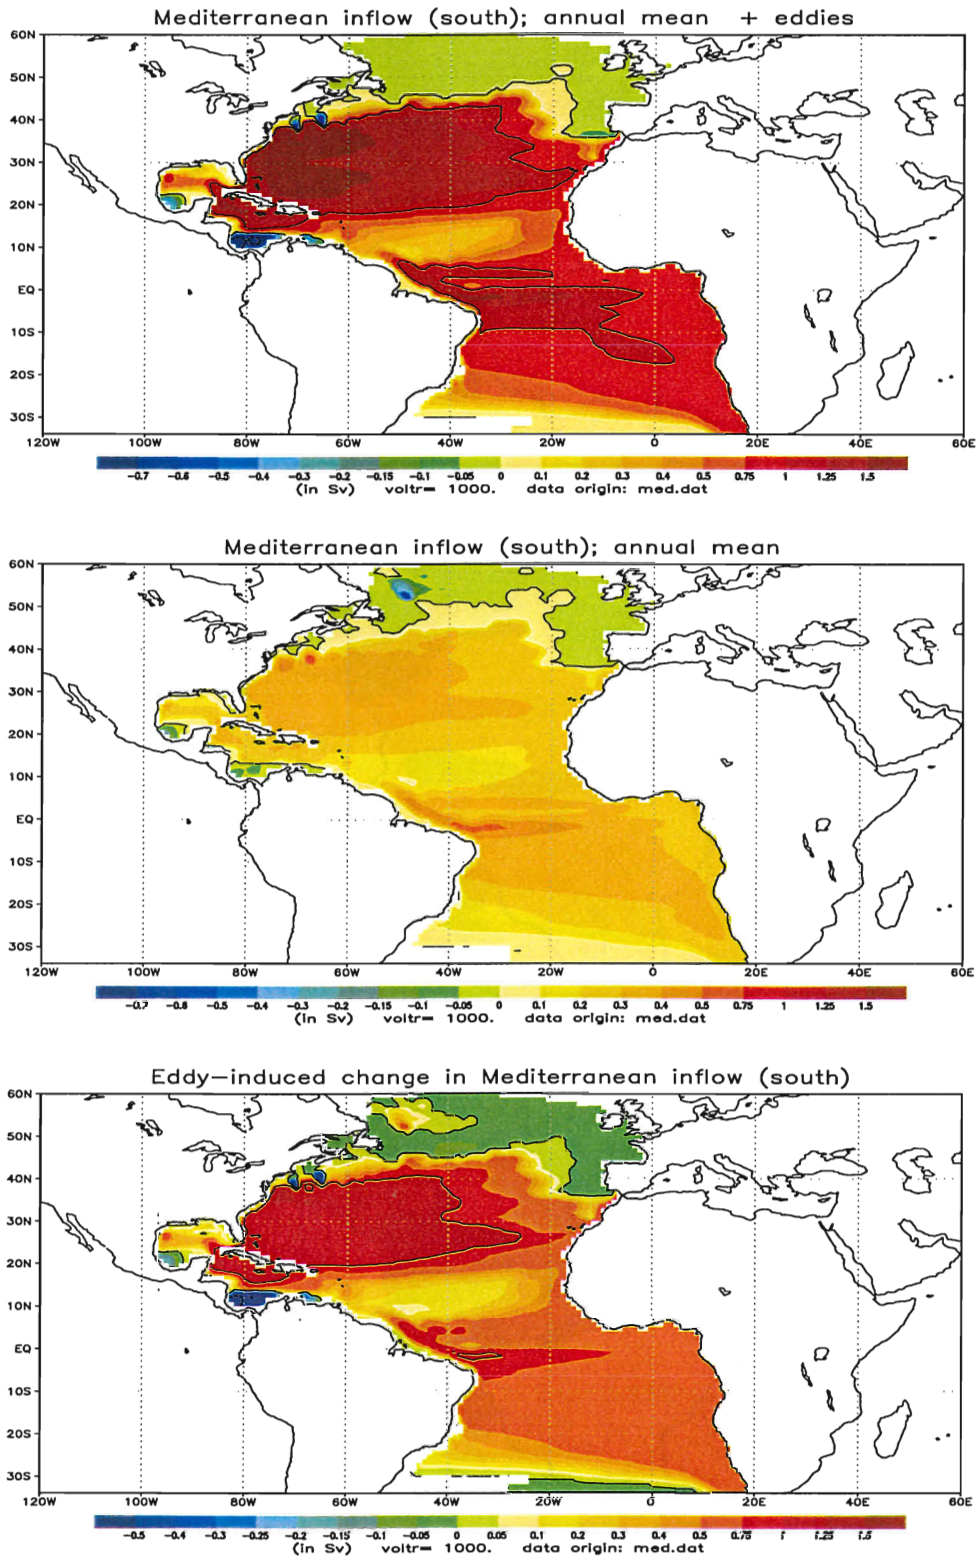 Mediterranean inflow (south); annual mean + eddies
60N
50N
40N
30N
20N
10N
EQ
10S
20S
30S
120W 100W 80W 60W 40W 20W 0 20E 40E 60E
-0.7 -0.6 -0.5 -0.4 -0.3 -0.2 -0.15 -0.1 -0.05 0 0.1 0.2 0.3 0.4 0.5 0.75 1 1.25 1.5
(in Sv) voltr= 1000. data origin: med.dat
Mediterranean inflow (south); annual mean
60N
50N
40N
30N
20N
10N
EQ
10S
20S
30S
120W 100W 80W 60W 40W 20W 0 20E 40E 60E
-0.7 -0.6 -0.5 -0.4 -0.3 -0.2 -0.15 -0.1 -0.05 0 0.1 0.2 0.3 0.4 0.5 0.75 1 1.25 1.5
(in Sv) voltr= 1000. data origin: med.dat
Eddy-induced change in Mediterranean inflow (south)
60N
50N
40N
30N
20N
10N
EQ
10S
20S
30S
120W 100W 80W 60W 40W 20W 0 20E 40E 60E
-0.5 -0.4 -0.3 -0.25 -0.2 -0.15 -0.1 -0.05 0 0.05 0.1 0.2 0.3 0.4 0.5 0.75 1 1.25 1.5
(in Sv) voltr= 1000. data origin: med.dat